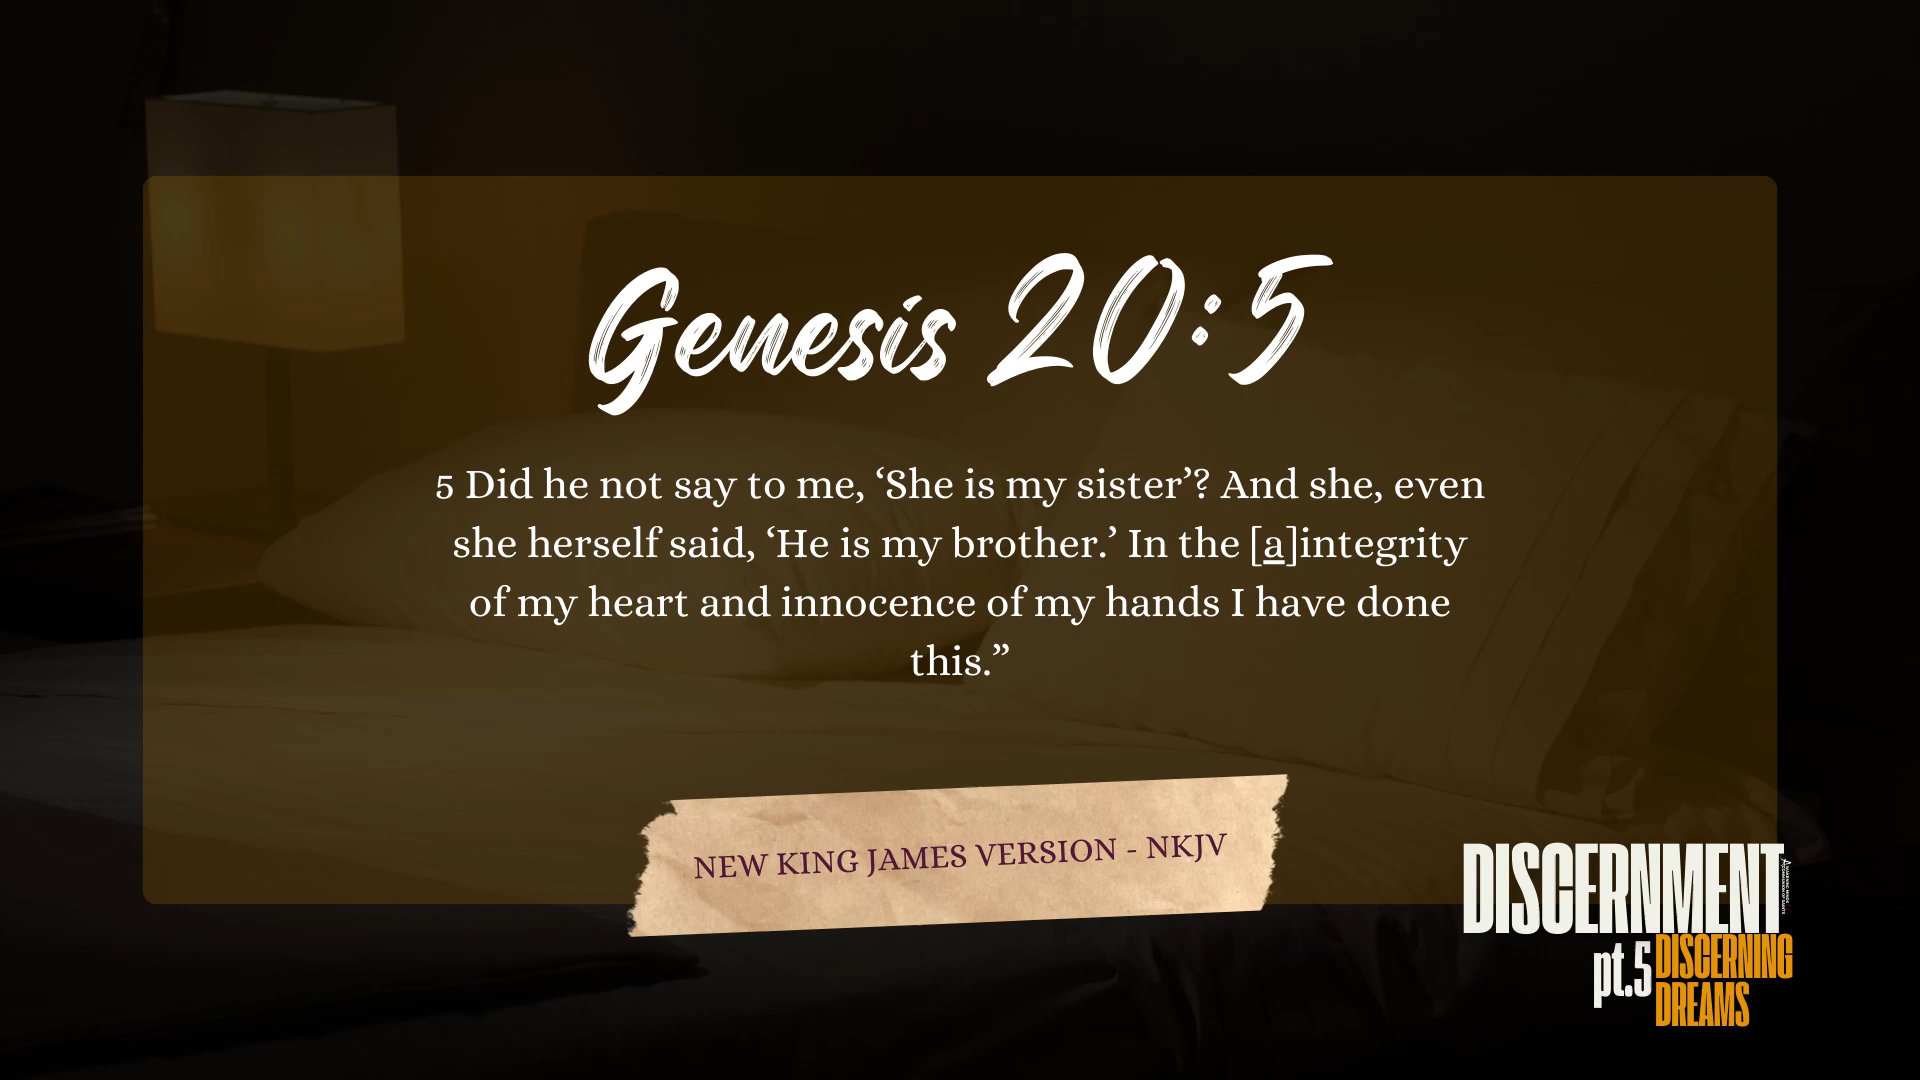 Genesis 20:5
5 Did he not say to me, ‘She is my sister’? And she, even
she herself said, ‘He is my brother.’ In the [a]integrity
of my heart and innocence of my hands I have done
this.”
NEW KING JAMES VERSION - NKJV
DISCERNMENT
pt.5 DISCERNING
DREAMS